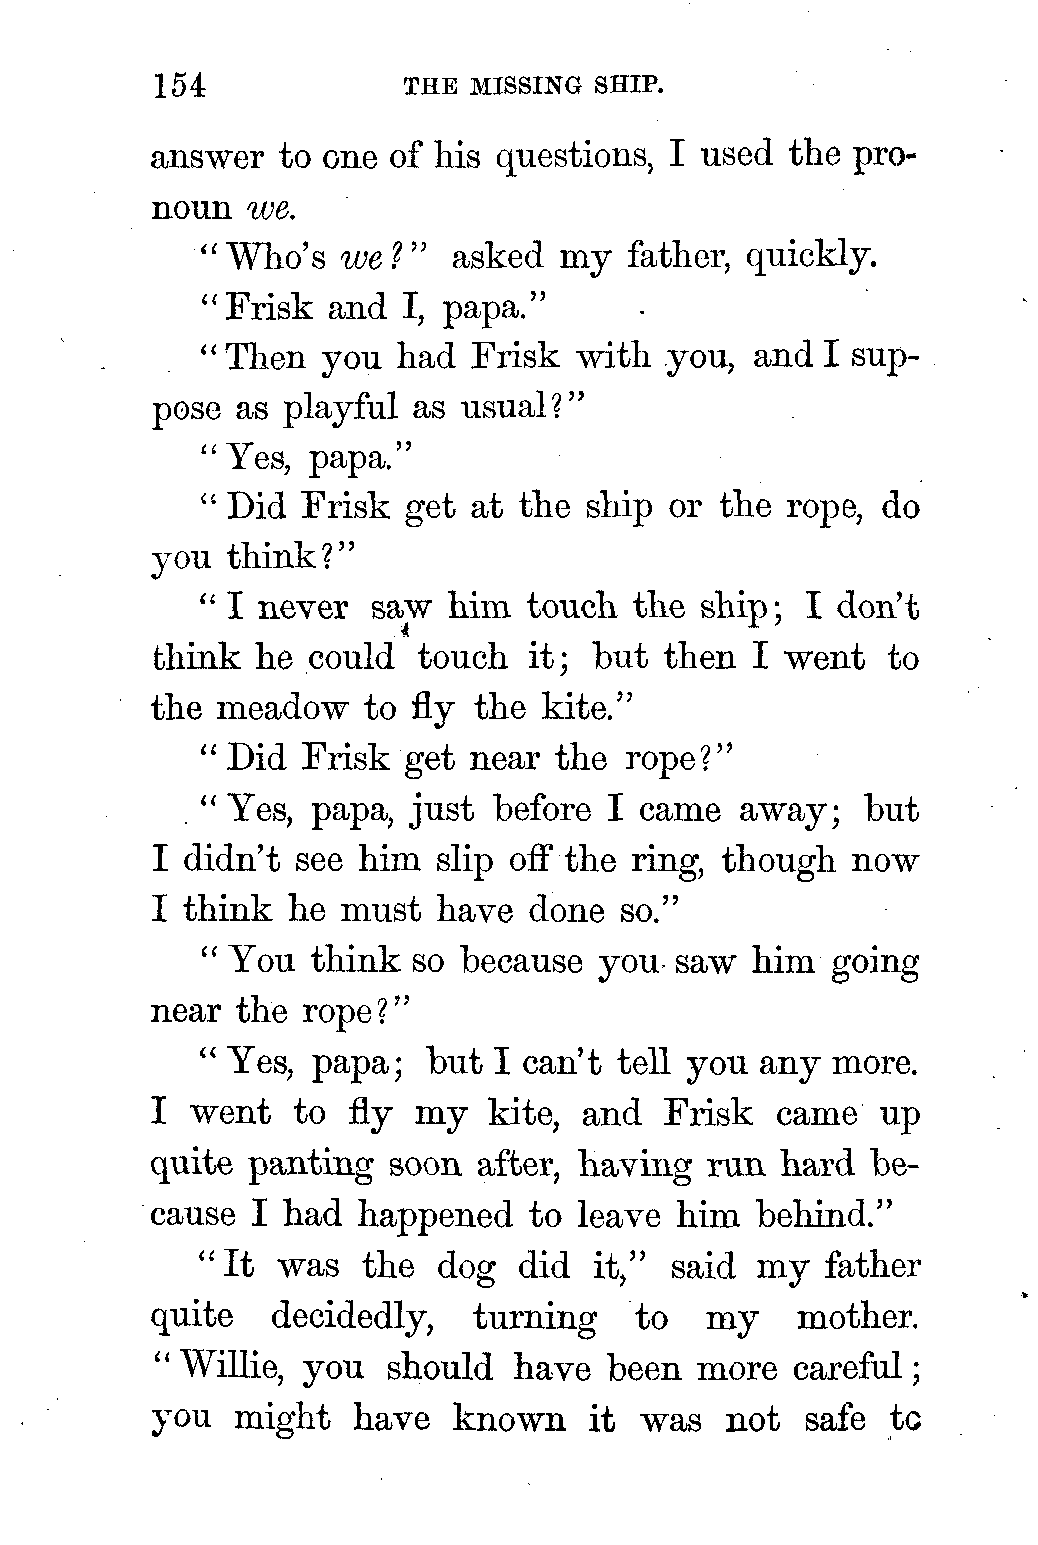 154 THE MISSING SHIP.
answer to one of his questions, I used the pro-
noun we.
"Who's we?" asked my father, quickly.
"Frisk and I, papa."
"Then you had Frisk with you, and I sup-
pose as playful as usual?"
"Yes, papa."
"Did Frisk get at the ship or the rope, do
you think?"
"I never saw him touch the ship; I don't
think he could touch it; but then I went to
the meadow to fly the kite."
"Did Frisk get near the rope?"
"Yes, papa, just before I came away; but
I didn't see him slip off the ring, though now
I think he must have done so."
"You think so because you saw him going
near the rope?"
"Yes, papa; but I can't tell you any more.
I went to fly my kite, and Frisk came up
quite panting soon after, having run hard be-
cause I had happened to leave him behind."
"It was the dog did it," said my father
quite decidedly, turning to my mother.
"Willie, you should have been more careful;
you might have known it was not safe to